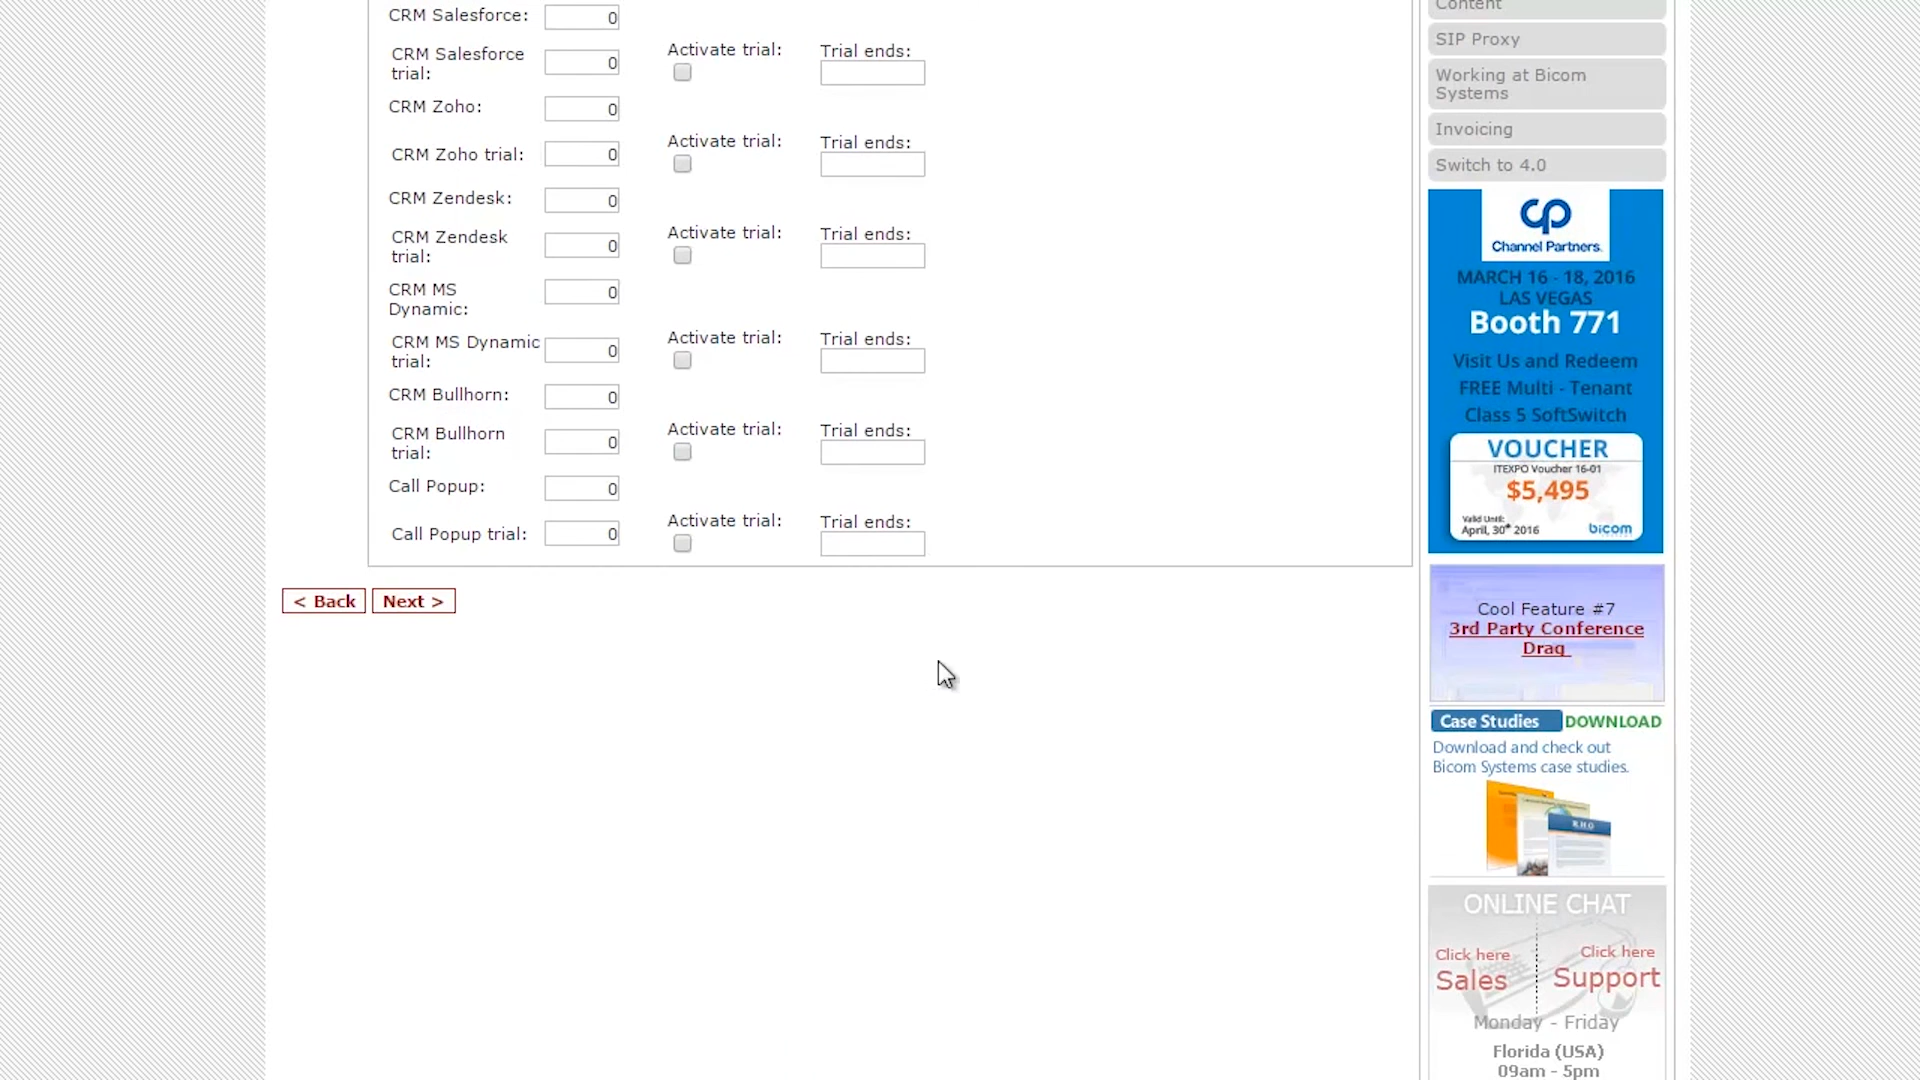 CRM Salesforce: 0
CRM Salesforce
trial: 0 Activate trial: Trial ends:
CRM Zoho: 0
CRM Zoho trial: 0 Activate trial: Trial ends:
CRM Zendesk: 0
CRM Zendesk
trial: 0 Activate trial: Trial ends:
CRM MS
Dynamic: 0
CRM MS Dynamic
trial: 0 Activate trial: Trial ends:
CRM Bullhorn: 0
CRM Bullhorn
trial: 0 Activate trial: Trial ends:
Call Popup: 0
Call Popup trial: 0 Activate trial: Trial ends:
< Back Next >
Content
SIP Proxy
Working at Bicom
Systems
Invoicing
Switch to 4.0
cp
Channel Partners.
MARCH 16 - 18, 2016
LAS VEGAS
Booth 771
Visit Us and Redeem
FREE Multi - Tenant
Class 5 SoftSwitch
VOUCHER
ITEXPO Voucher 16-01
$5,495
Valid Until:
April, 30th 2016 bicom
Cool Feature #7
3rd Party Conference
Drag
Case Studies DOWNLOAD
Download and check out
Bicom Systems case studies.
RHG
ONLINE CHAT
Click here Click here
Sales Support
Monday - Friday
Florida (USA)
09am - 5pm